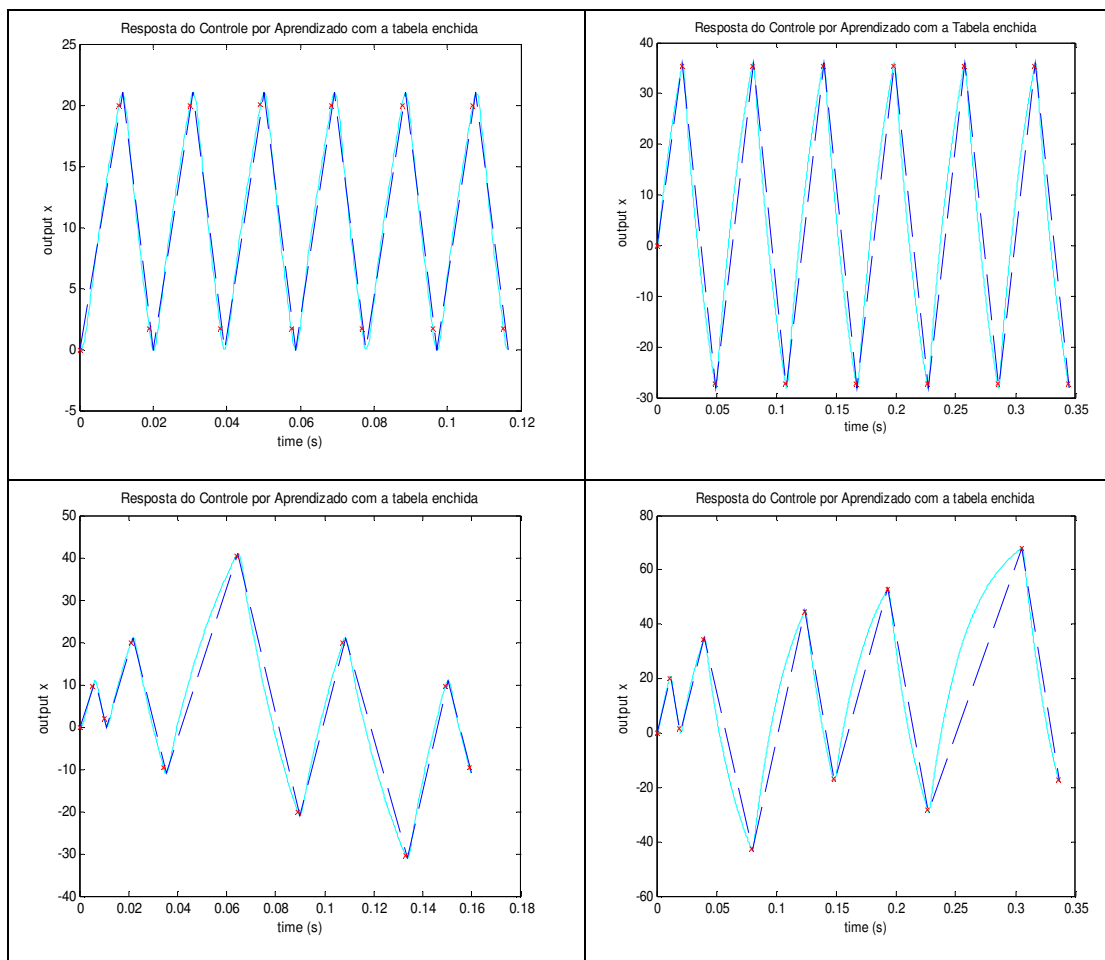 Resposta do Controle por Aprendizado com a tabela enchida
25
20
15
10
5
0
-5
output x
0 0.02 0.04 0.06 0.08 0.1 0.12
time (s)
Resposta do Controle por Aprendizado com a Tabela enchida
40
30
20
10
0
-10
-20
-30
output x
0 0.05 0.1 0.15 0.2 0.25 0.3 0.35
time (s)
Resposta do Controle por Aprendizado com a tabela enchida
50
40
30
20
10
0
-10
-20
-30
-40
output x
0 0.02 0.04 0.06 0.08 0.1 0.12 0.14 0.16 0.18
time (s)
Resposta do Controle por Aprendizado com a tabela enchida
80
60
40
20
0
-20
-40
-60
output x
0 0.05 0.1 0.15 0.2 0.25 0.3 0.35
time (s)